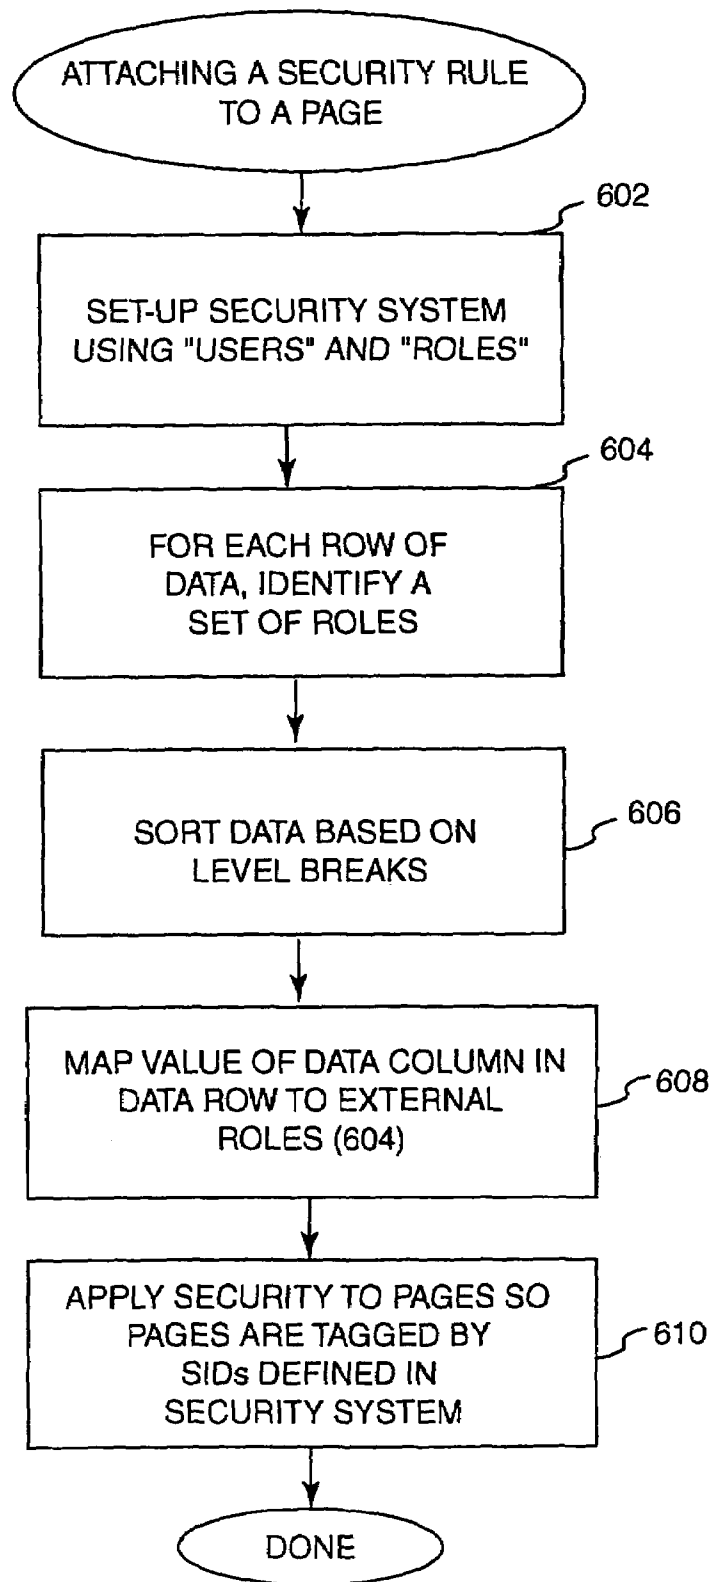 ATTACHING A SECURITY RULE
TO A PAGE
602
SET-UP SECURITY SYSTEM
USING "USERS" AND "ROLES"
604
FOR EACH ROW OF
DATA, IDENTIFY A
SET OF ROLES
SORT DATA BASED ON
LEVEL BREAKS
606
MAP VALUE OF DATA COLUMN IN
DATA ROW TO EXTERNAL
ROLES (604)
608
APPLY SECURITY TO PAGES SO
PAGES ARE TAGGED BY
SIDs DEFINED IN
SECURITY SYSTEM
610
DONE